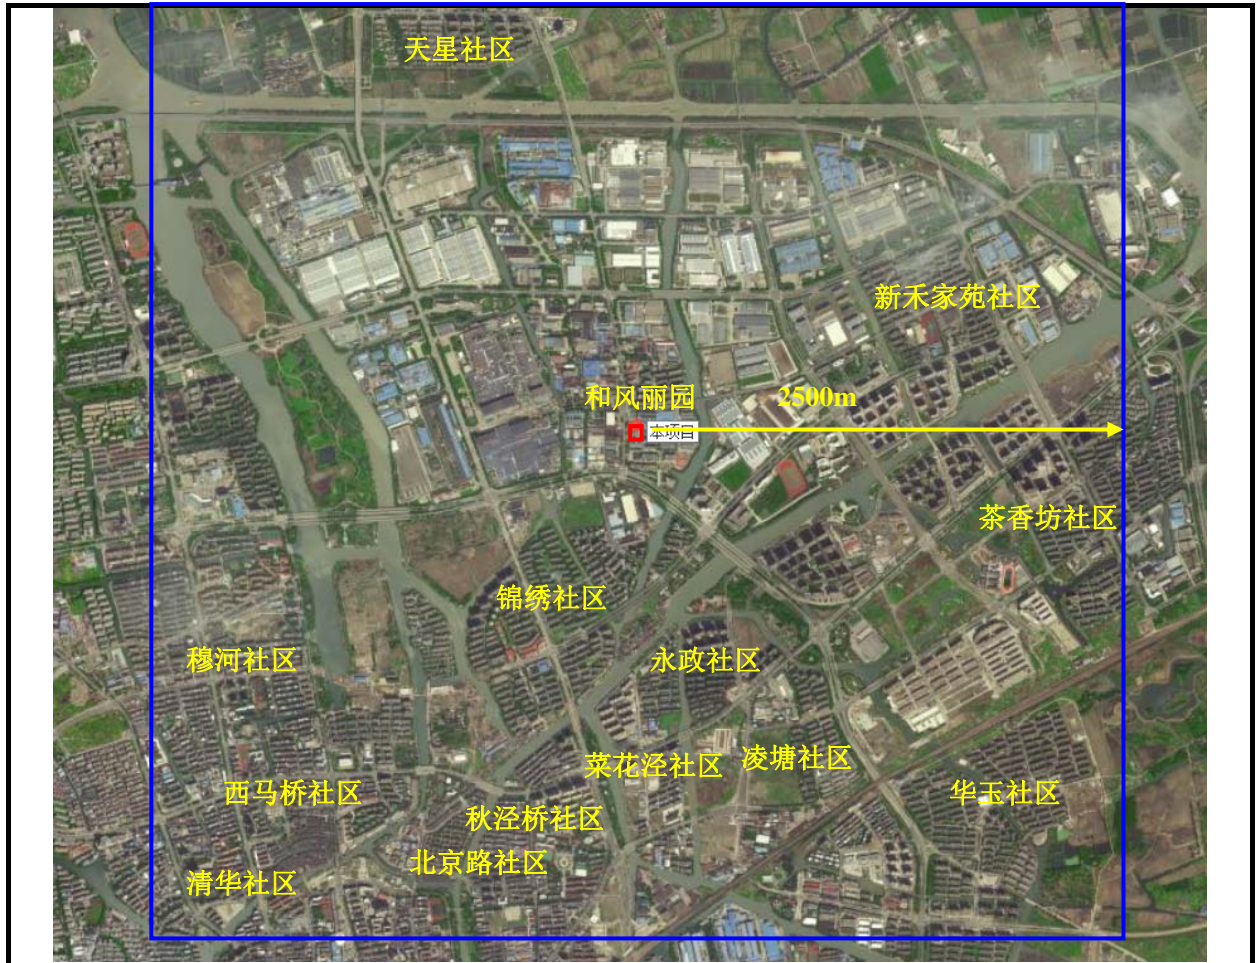 天星社区
新禾家苑社区
和风丽园
2500m
本项目
茶香坊社区
锦绣社区
穆河社区
永政社区
菜花泾社区
凌塘社区
西马桥社区
华玉社区
秋泾桥社区
北京路社区
清华社区